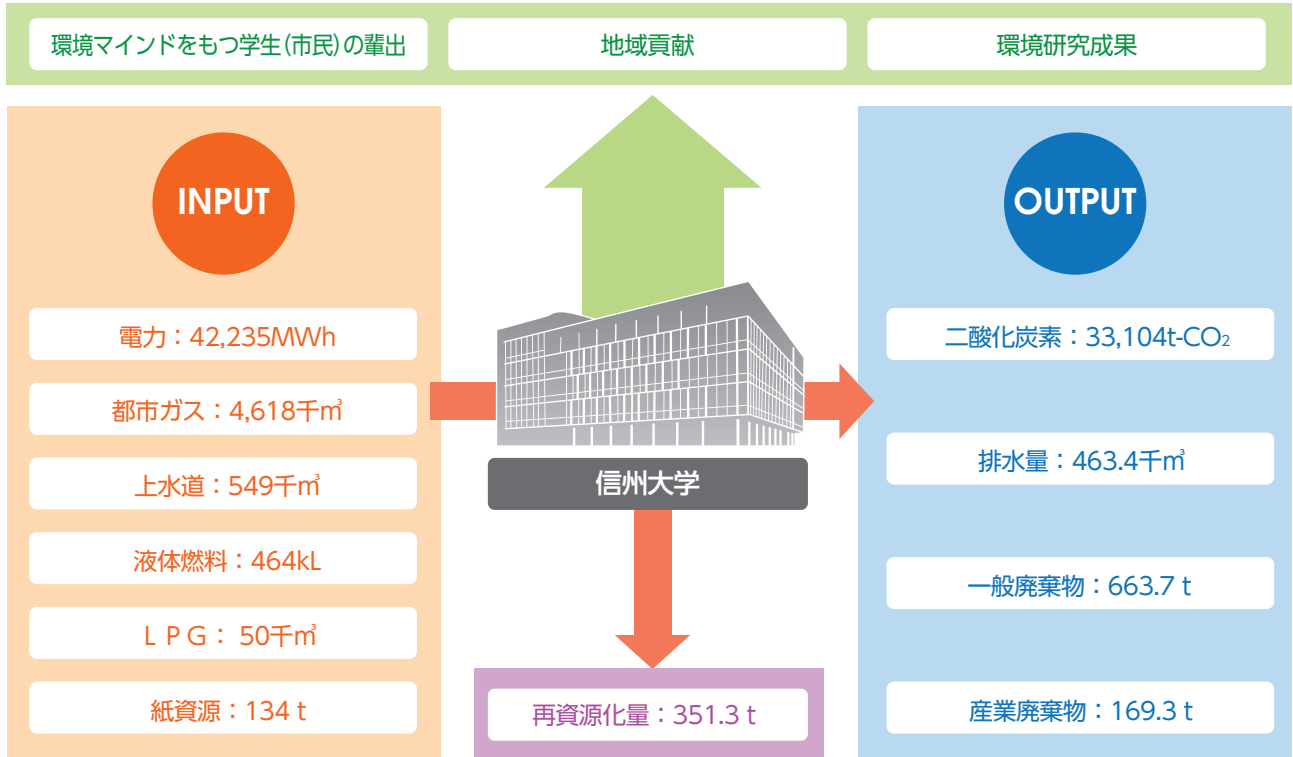 環境マインドをもつ学生(市民)の輩出
地域貢献
環境研究成果
INPUT
電力：42,235MWh
都市ガス：4,618千㎥
上水道：549千㎥
液体燃料：464kL
ＬＰＧ： 50千㎥
紙資源：134 t
信州大学
再資源化量：351.3 t
OUTPUT
二酸化炭素：33,104t-CO₂
排水量：463.4千㎥
一般廃棄物：663.7 t
産業廃棄物：169.3 t